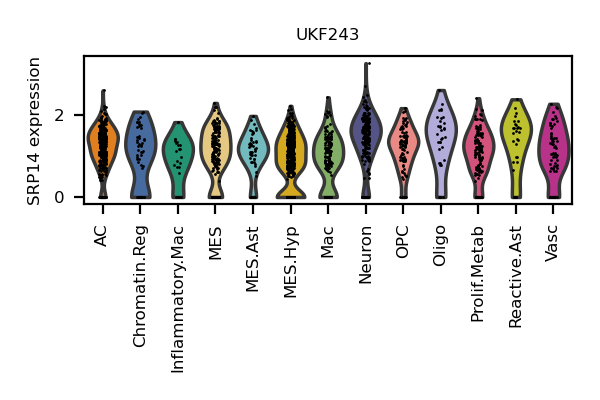 UKF243
SRP14 expression
2
0
AC
Chromatin.Reg
Inflammatory.Mac
MES
MES.Ast
MES.Hyp
Mac
Neuron
OPC
Oligo
Prolif.Metab
Reactive.Ast
Vasc